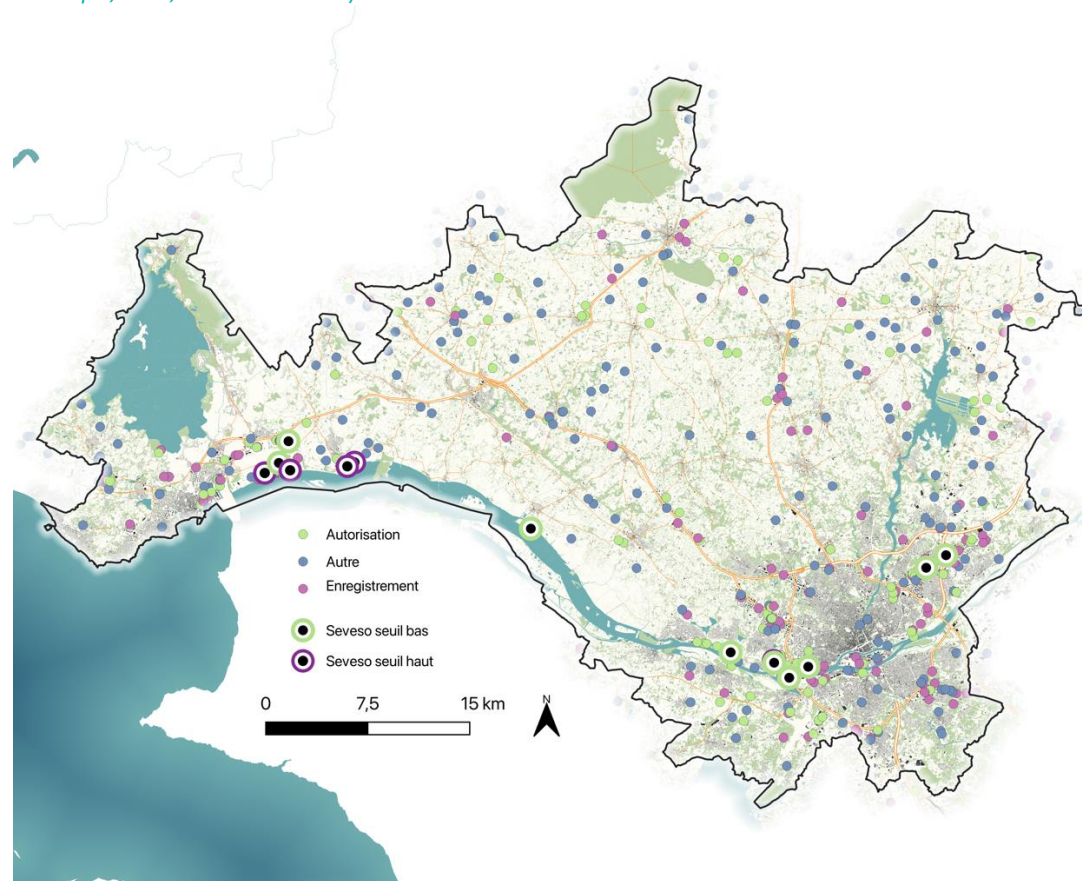 Autorisation
Autre
Enregistrement
Seveso seuil bas
Seveso seuil haut
0 7,5 15 km
N